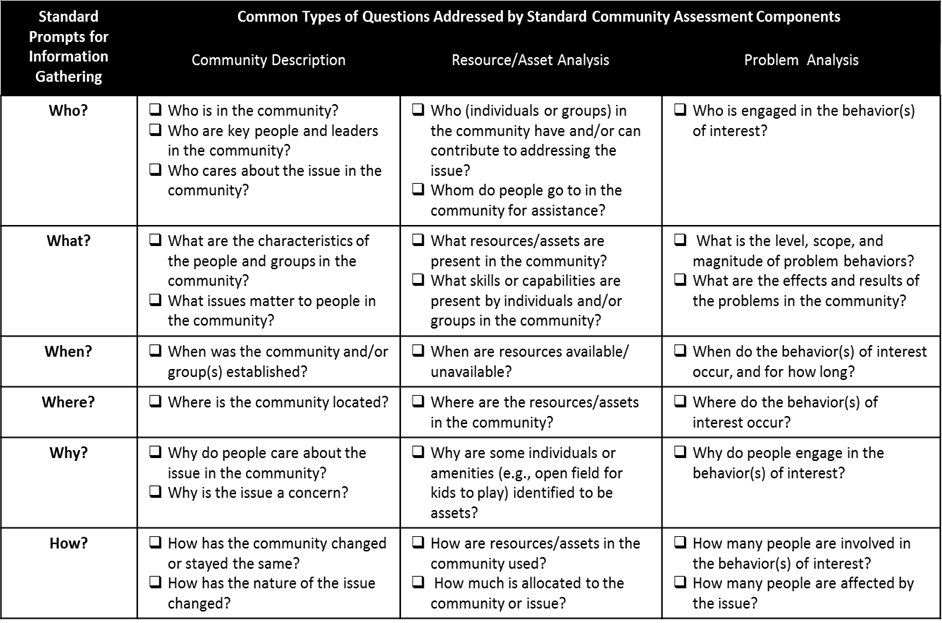 Standard
Prompts for
Information
Gathering
Common Types of Questions Addressed by Standard Community Assessment Components
Community Description
Resource/Asset Analysis
Problem Analysis
Who?
❑ Who is in the community?
❑ Who are key people and leaders
in the community?
❑ Who cares about the issue in the
community?
❑ Who (individuals or groups) in
the community have and/or can
contribute to addressing the
issue?
❑ Whom do people go to in the
community for assistance?
❑ Who is engaged in the behavior(s)
of interest?
What?
❑ What are the characteristics of
the people and groups in the
community?
❑ What issues matter to people in
the community?
❑ What resources/assets are
present in the community?
❑ What skills or capabilities are
present by individuals and/or
groups in the community?
❑ What is the level, scope, and
magnitude of problem behaviors?
❑ What are the effects and results of
the problems in the community?
When?
❑ When was the community and/or
group(s) established?
❑ When are resources available/
unavailable?
❑ When do the behavior(s) of interest
occur, and for how long?
Where?
❑ Where is the community located?
❑ Where are the resources/assets
in the community?
❑ Where do the behavior(s) of
interest occur?
Why?
❑ Why do people care about the
issue in the community?
❑ Why is the issue a concern?
❑ Why are some individuals or
amenities (e.g., open field for
kids to play) identified to be
assets?
❑ Why do people engage in the
behavior(s) of interest?
How?
❑ How has the community changed
or stayed the same?
❑ How has the nature of the issue
changed?
❑ How are resources/assets in the
community used?
❑ How much is allocated to the
community or issue?
❑ How many people are involved in
the behavior(s) of interest?
❑ How many people are affected by
the issue?